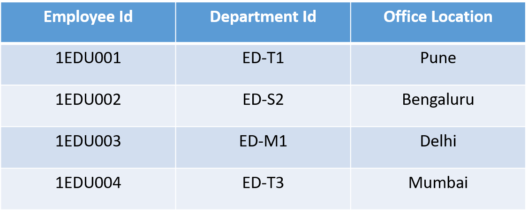 Employee Id Department Id Office Location
1EDU001 ED-T1 Pune
1EDU002 ED-S2 Bengaluru
1EDU003 ED-M1 Delhi
1EDU004 ED-T3 Mumbai